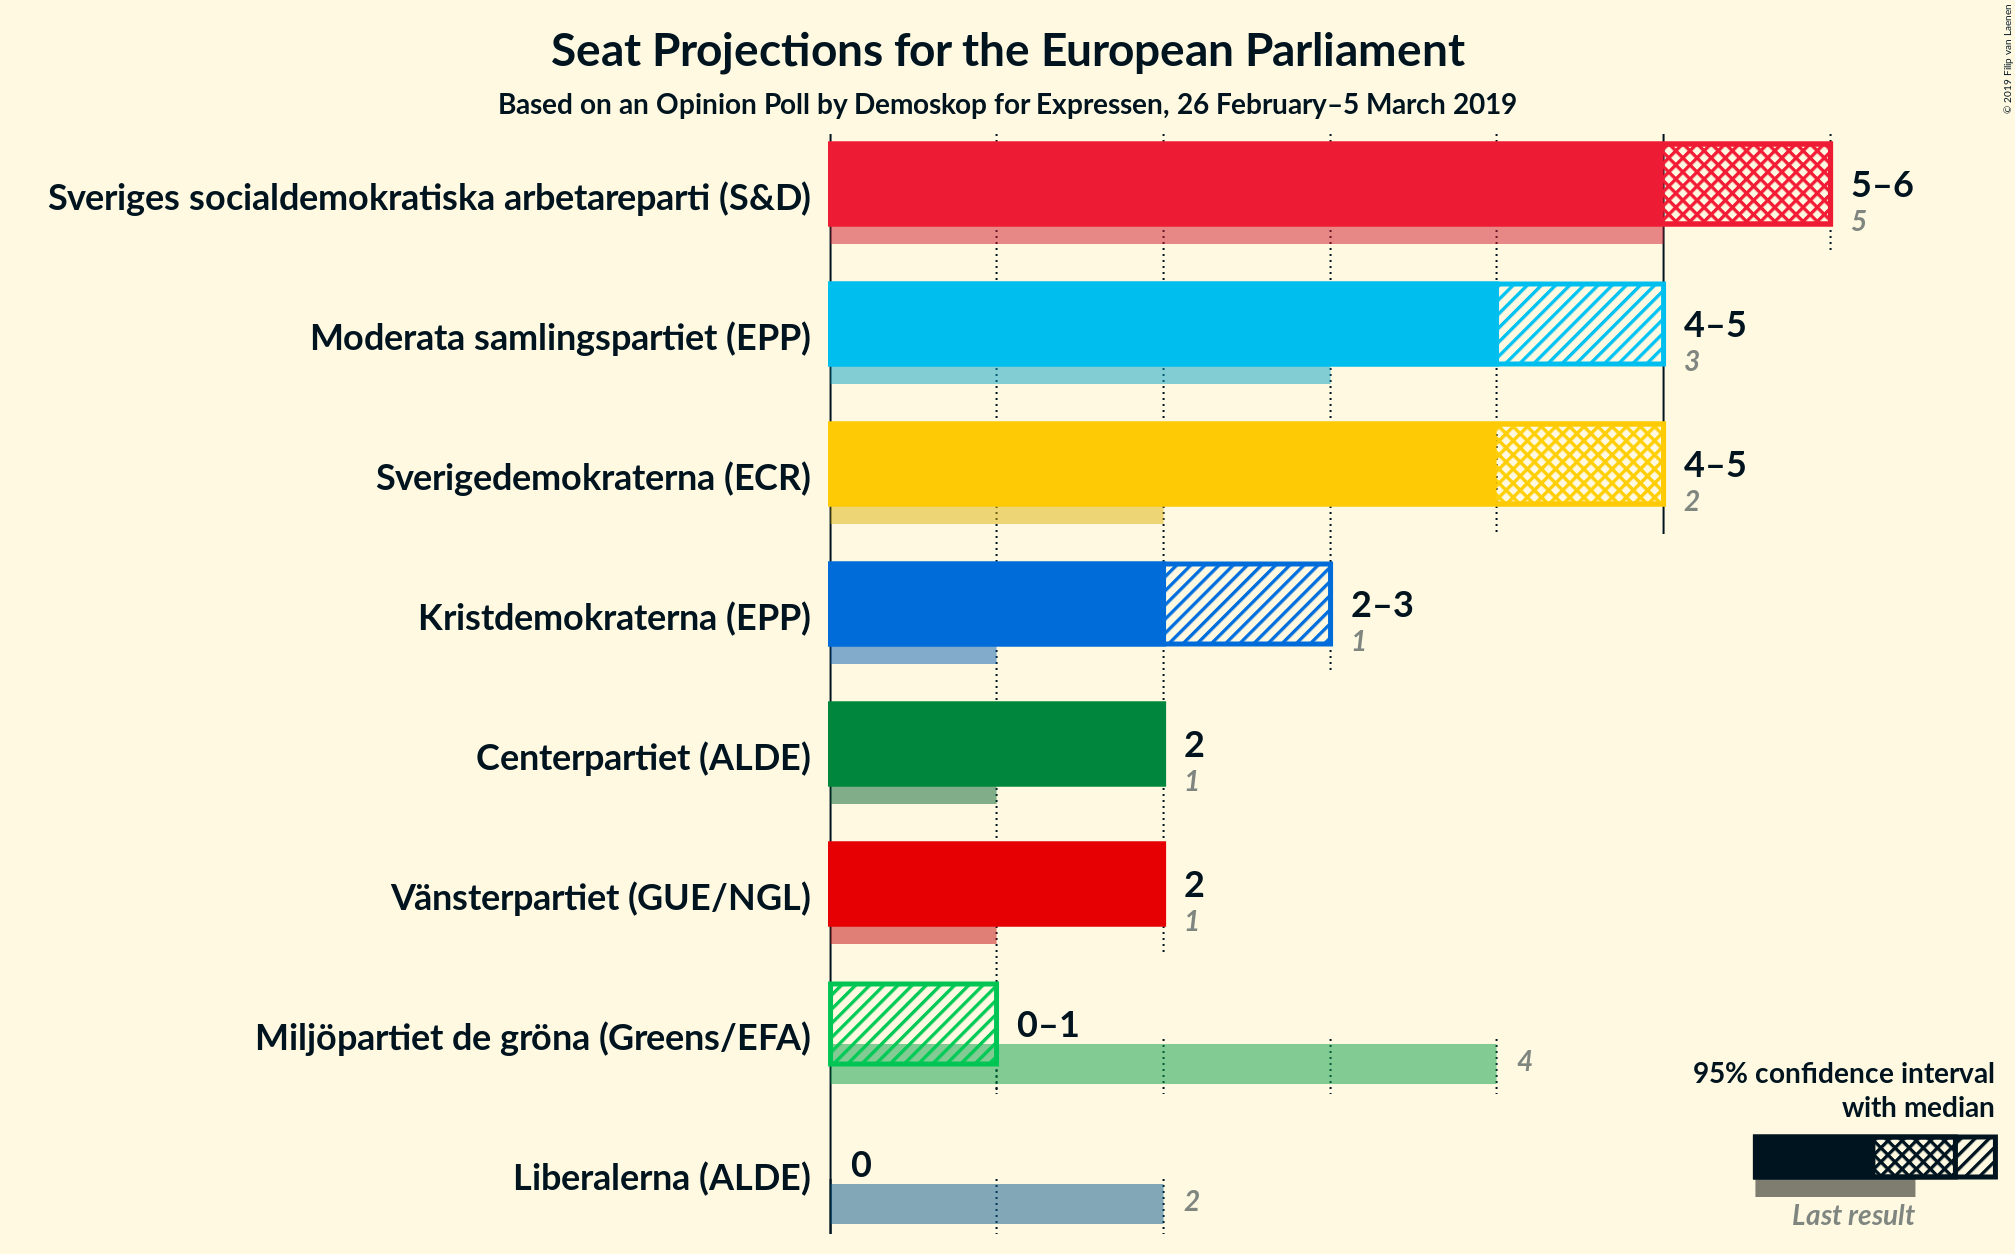 Seat Projections for the European Parliament
Based on an Opinion Poll by Demoskop for Expressen, 26 February–5 March 2019
© 2019 Filip van Laenen
Sveriges socialdemokratiska arbetareparti (S&D)
5–6
5
Moderata samlingspartiet (EPP)
4–5
3
Sverigedemokraterna (ECR)
4–5
2
Kristdemokraterna (EPP)
2–3
1
Centerpartiet (ALDE)
2
1
Vänsterpartiet (GUE/NGL)
2
1
Miljöpartiet de gröna (Greens/EFA)
0–1
4
Liberalerna (ALDE)
0
2
95% confidence interval
with median
Last result